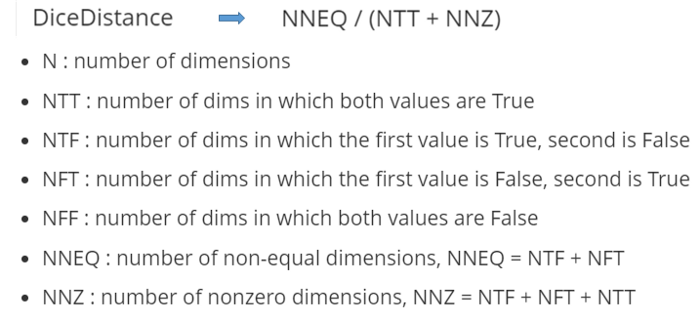 DiceDistance ➡ NNEQ / (NTT + NNZ)
• N : number of dimensions
• NTT : number of dims in which both values are True
• NTF : number of dims in which the first value is True, second is False
• NFT : number of dims in which the first value is False, second is True
• NFF : number of dims in which both values are False
• NNEQ : number of non-equal dimensions, NNEQ = NTF + NFT
• NNZ : number of nonzero dimensions, NNZ = NTF + NFT + NTT